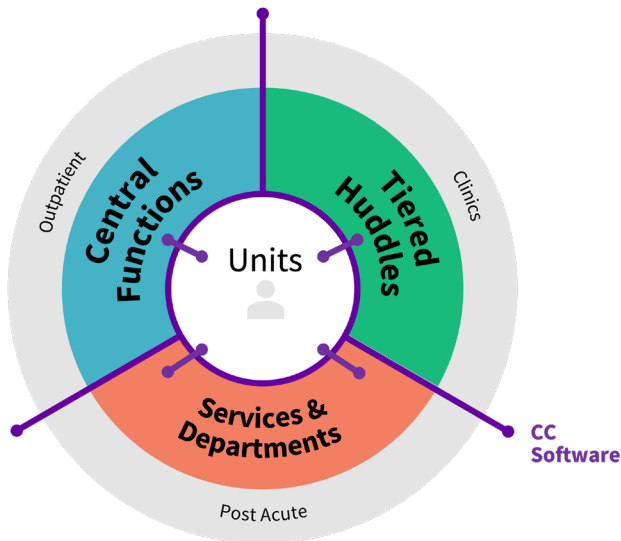 Outpatient
Central
Functions
Tiered
Huddles
Clinics
Units
Services &
Departments
Post Acute
CC
Software